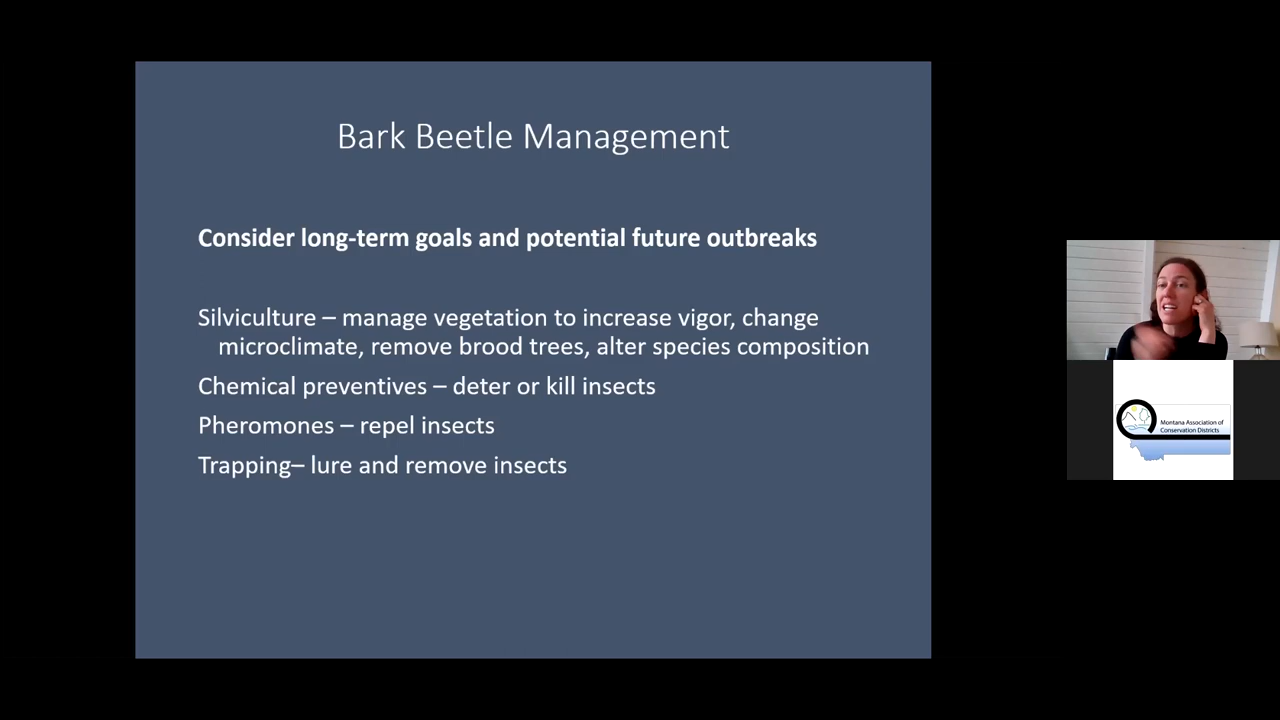 Bark Beetle Management
Consider long-term goals and potential future outbreaks
Silviculture – manage vegetation to increase vigor, change
microclimate, remove brood trees, alter species composition
Chemical preventives – deter or kill insects
Pheromones – repel insects
Trapping– lure and remove insects
Montana Association of
Conservation Districts